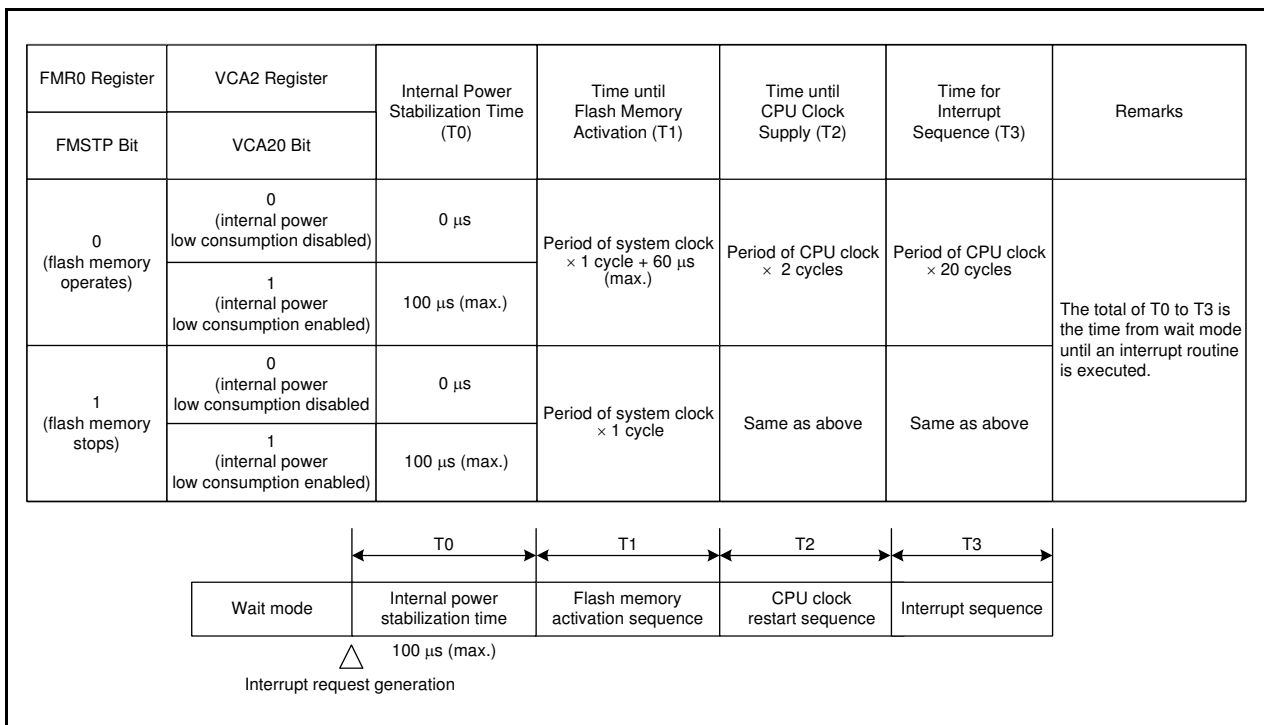 FMR0 Register
VCA2 Register
Internal Power
Stabilization Time
(T0)
Time until
Flash Memory
Activation (T1)
Time until
CPU Clock
Supply (T2)
Time for
Interrupt
Sequence (T3)
Remarks
FMSTP Bit
VCA20 Bit
0
(flash memory
operates)
0
(internal power
low consumption disabled)
0 μs
Period of system clock
× 1 cycle + 60 μs
(max.)
Period of CPU clock
× 2 cycles
Period of CPU clock
× 20 cycles
The total of T0 to T3 is
the time from wait mode
until an interrupt routine
is executed.
1
(internal power
low consumption enabled)
100 μs (max.)
1
(flash memory
stops)
0
(internal power
low consumption disabled
0 μs
Period of system clock
× 1 cycle
Same as above
Same as above
1
(internal power
low consumption enabled)
100 μs (max.)
T0
T1
T2
T3
Wait mode
Internal power
stabilization time
Flash memory
activation sequence
CPU clock
restart sequence
Interrupt sequence
100 μs (max.)
Interrupt request generation